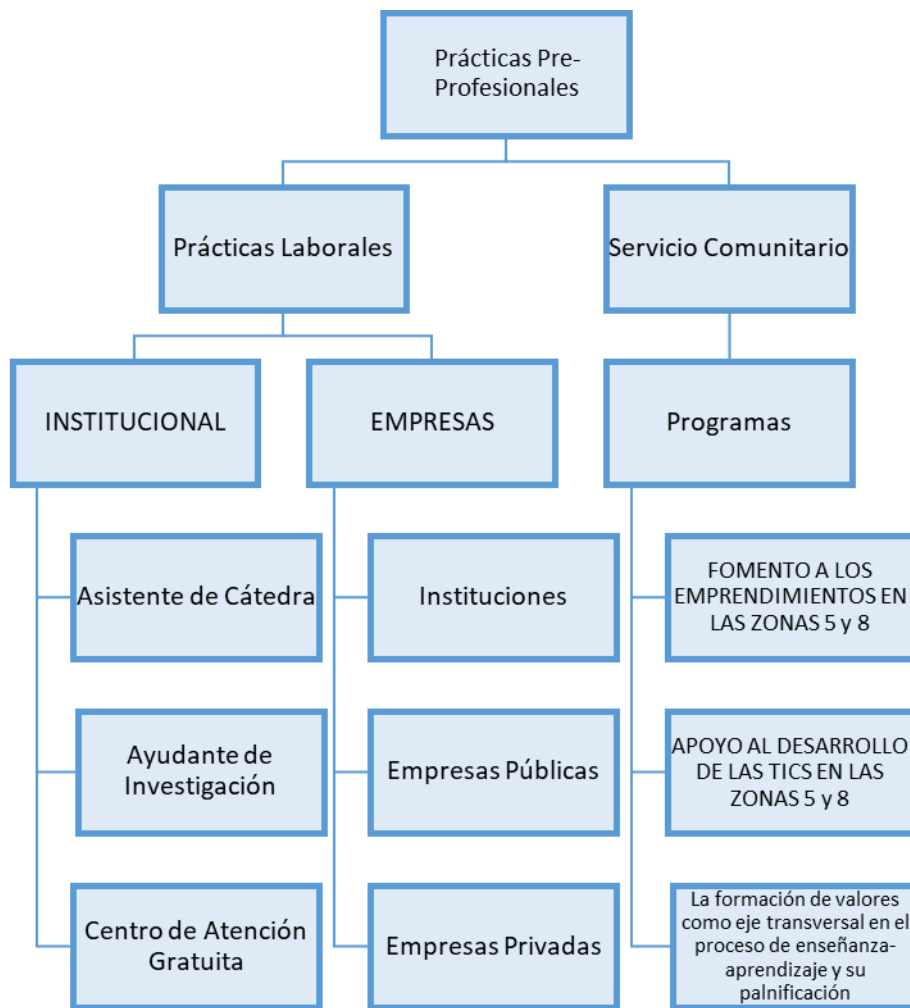 Prácticas Pre-
Profesionales
Prácticas Laborales
Servicio Comunitario
INSTITUCIONAL
EMPRESAS
Programas
Asistente de Cátedra
Instituciones
FOMENTO A LOS
EMPRENDIMIENTOS EN
LAS ZONAS 5 y 8
Ayudante de
Investigación
Empresas Públicas
APOYO AL DESARROLLO
DE LAS TICS EN LAS
ZONAS 5 y 8
Centro de Atención
Gratuita
Empresas Privadas
La formación de valores
como eje transversal en el
proceso de enseñanza-
aprendizaje y su
palnificación